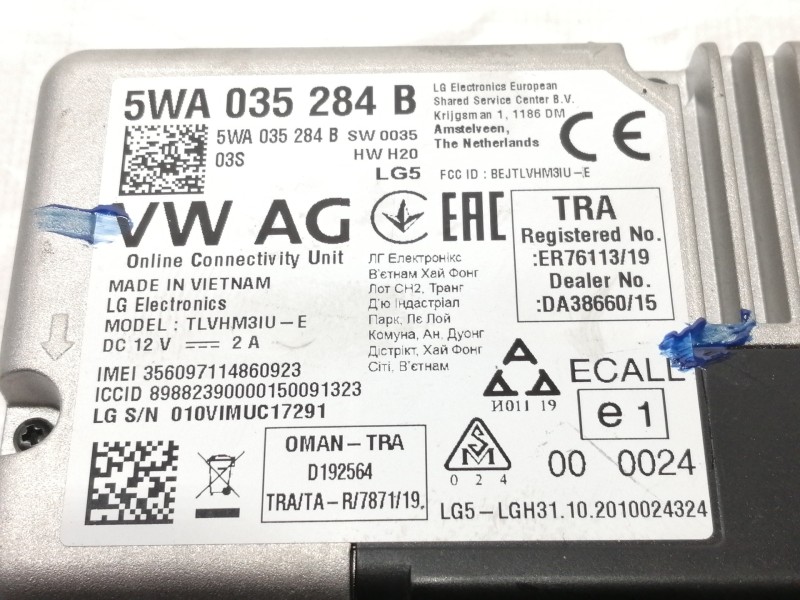 5WA 035 284 B
5WA 035 284 B SW 0035
03S HW H20
LG5
LG Electronics European
Shared Service Center B.V.
Krijgsman 1, 1186 DM
Amstelveen,
The Netherlands
CE
FCC ID : BEJTLVHM3IU-E
VW AG
Online Connectivity Unit
EAC
TRA
Registered No.
:ER76113/19
Dealer No.
:DA38660/15
MADE IN VIETNAM
LG Electronics
MODEL : TLVHM3IU-E
DC 12 V 2 A
ЛГ Електронікс
В'єтнам Хай Фонг
Лот CH2, Транг
Д'ю Індастріал
Парк, Лє Лой
Комуна, Ан, Дуонг
Дістрікт, Хай Фонг
Сіті, В'єтнам
IMEI 356097114860923
ICCID 89882390000150091323
LG S/N 010VIMUC17291
И011 19
ECALL
e1
00 0024
OMAN-TRA
D192564
TRA/TA-R/7871/19.
024
LG5-LGH31.10.2010024324